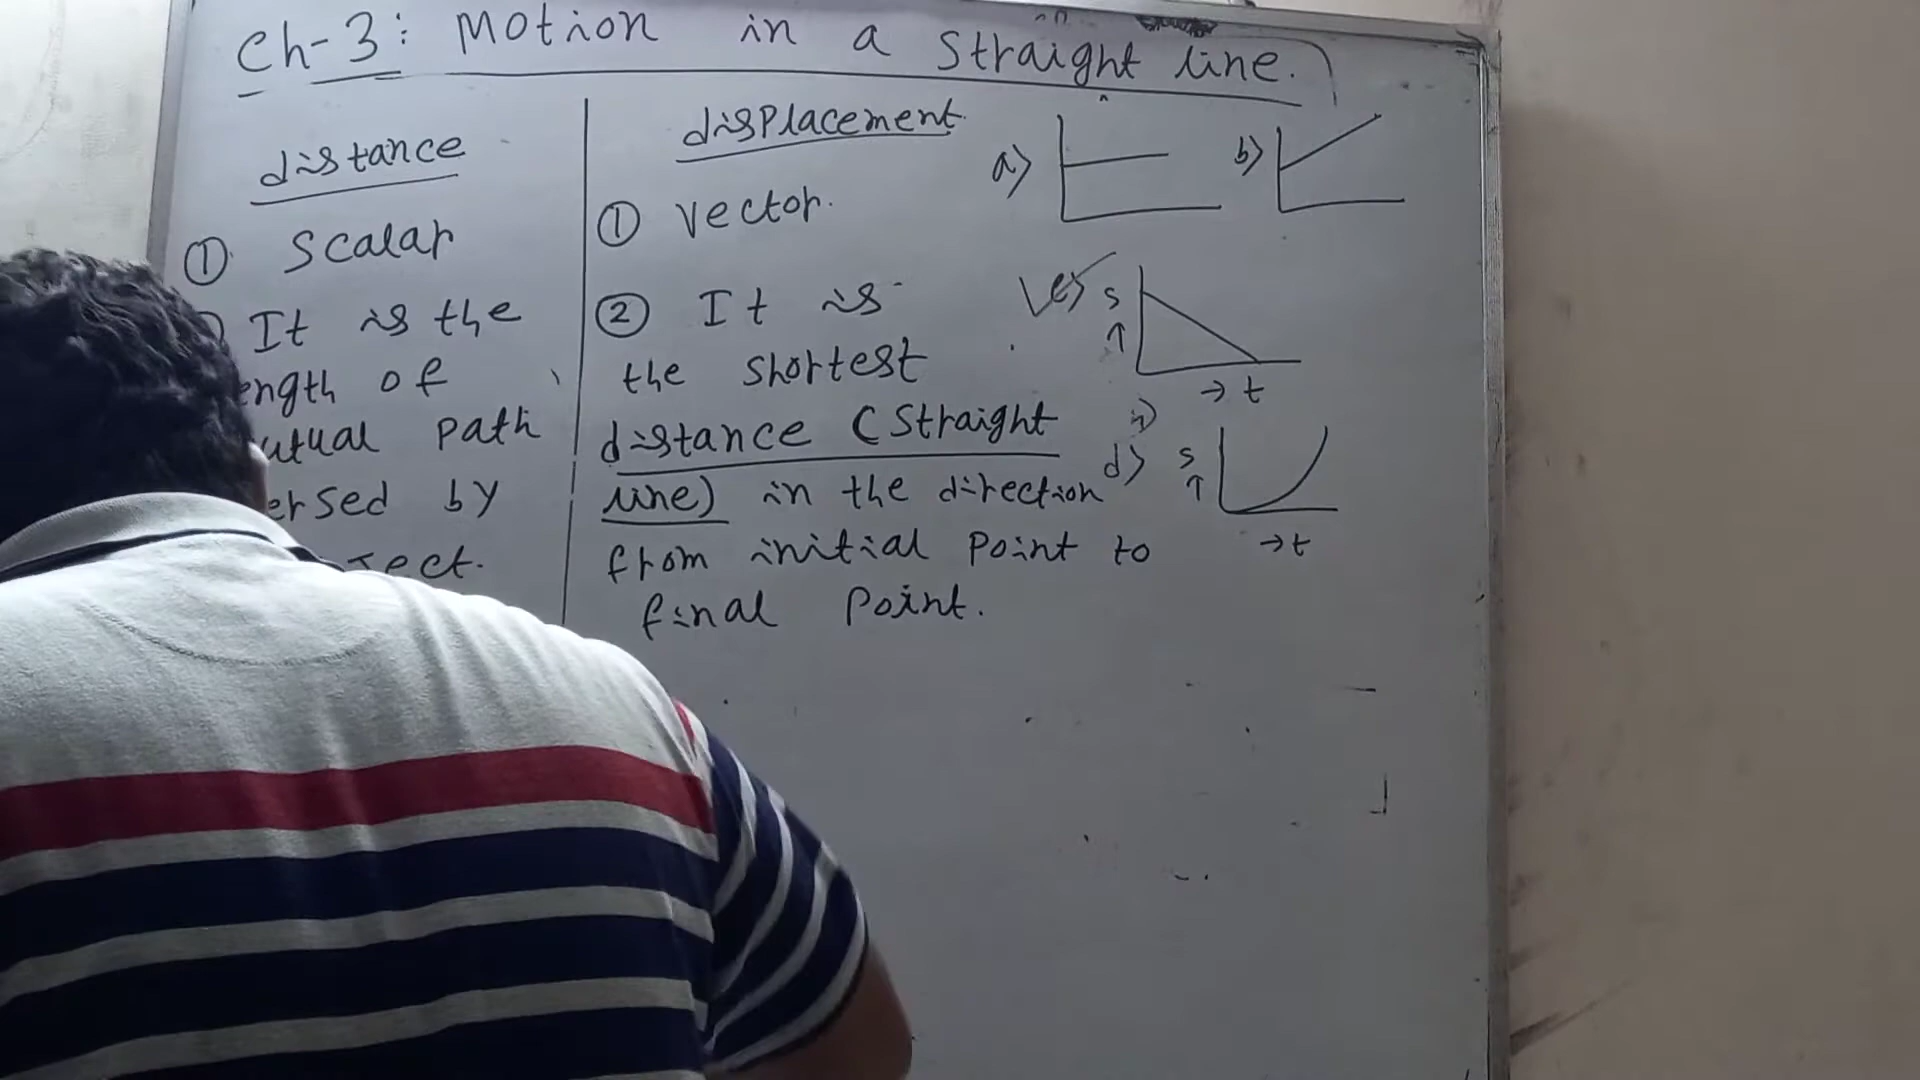 Ch-3: Motion in a Straight line.
distance
① Scalar
It is the
ength of
path
ersed by
ject.
displacement
① Vector.
② It is
the shortest
distance (Straight
line) in the direction
from initial Point to
final Point.
a)
b)
c) S
↑
→ t
d) S
↑
→ t